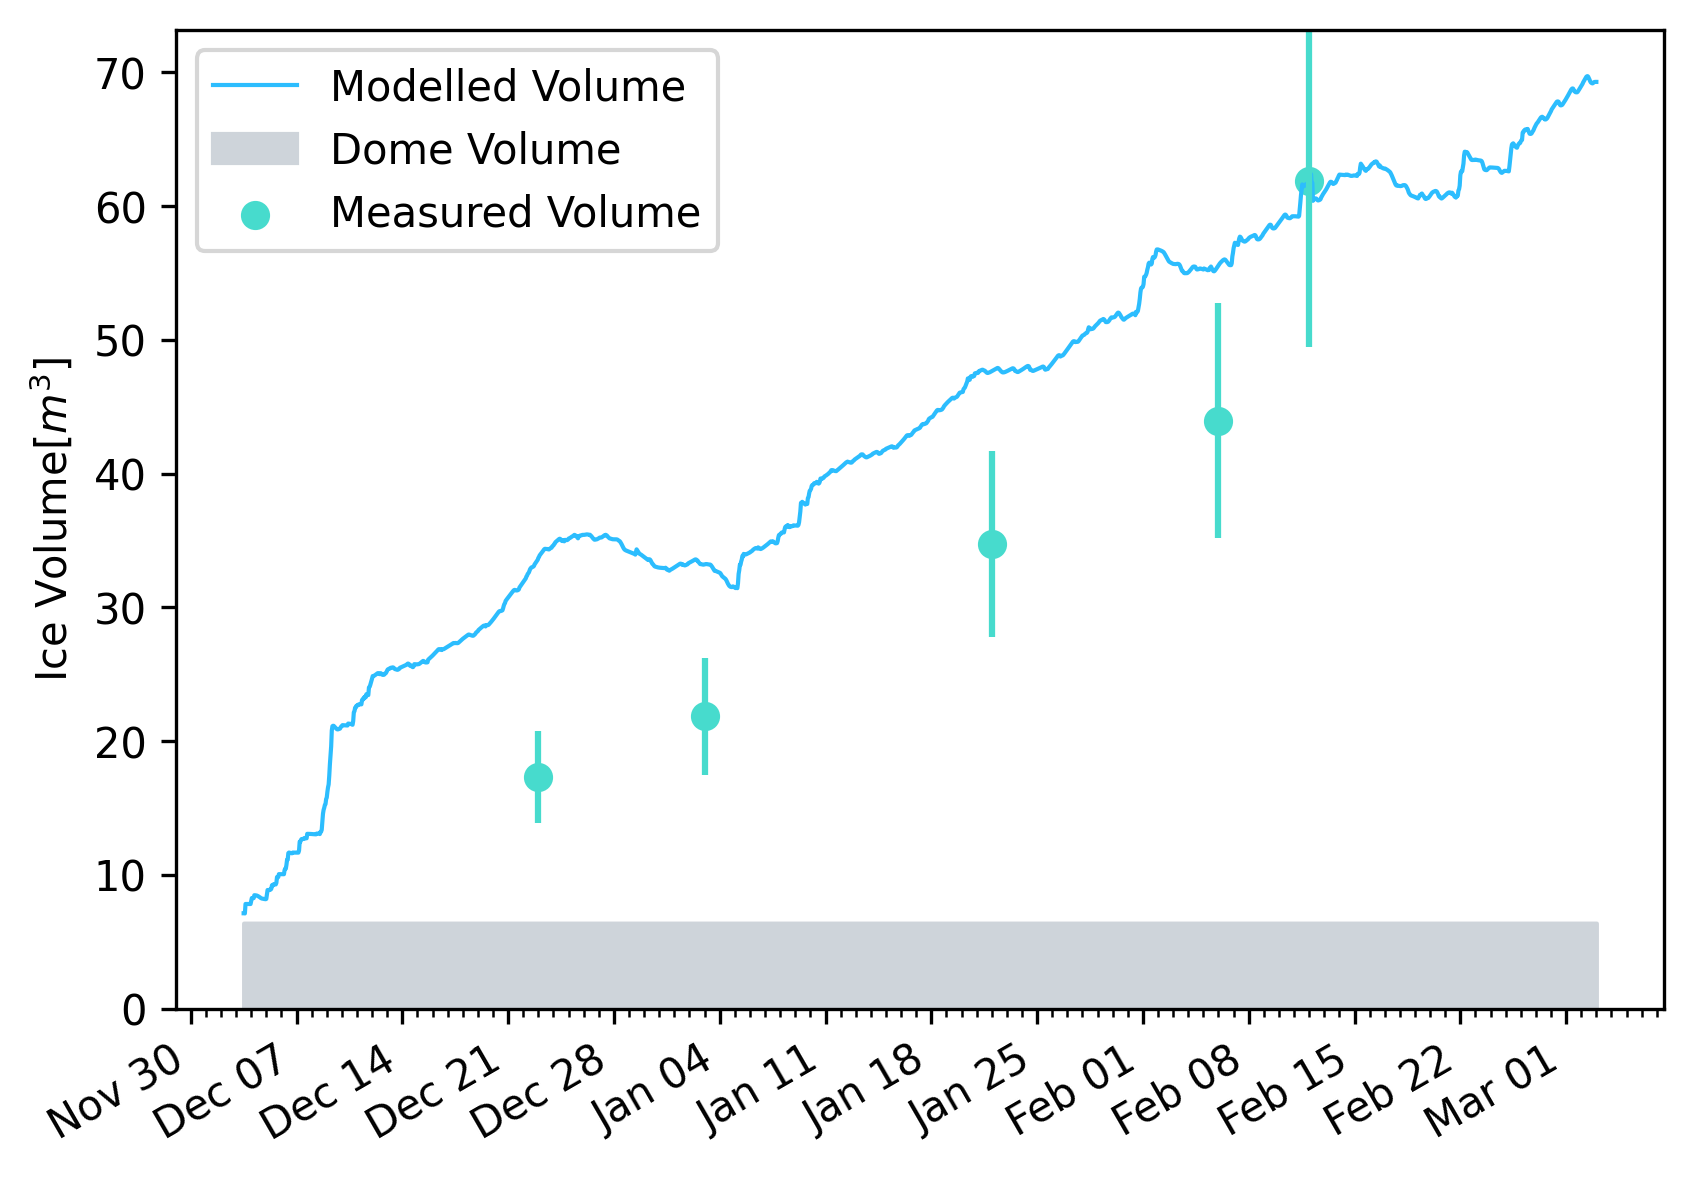 Modelled Volume
Dome Volume
Measured Volume
Ice Volume[m³]
70
60
50
40
30
20
10
0
Nov 30
Dec 07
Dec 14
Dec 21
Dec 28
Jan 04
Jan 11
Jan 18
Jan 25
Feb 01
Feb 08
Feb 15
Feb 22
Mar 01